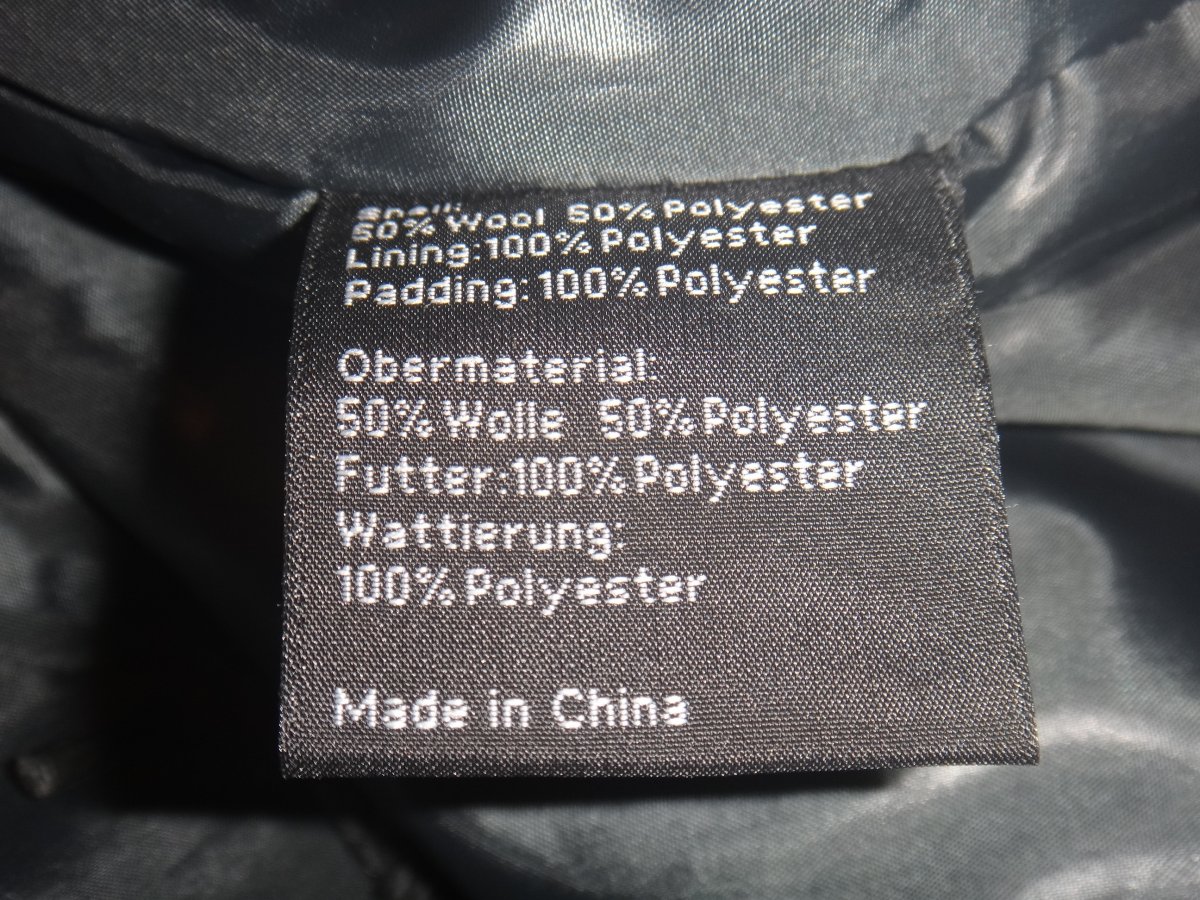 Shell:
50% Wool 50% Polyester
Lining:100% Polyester
Padding: 100% Polyester
Obermaterial:
50% Wolle 50% Polyester
Futter:100% Polyester
Wattierung:
100% Polyester
Made in China